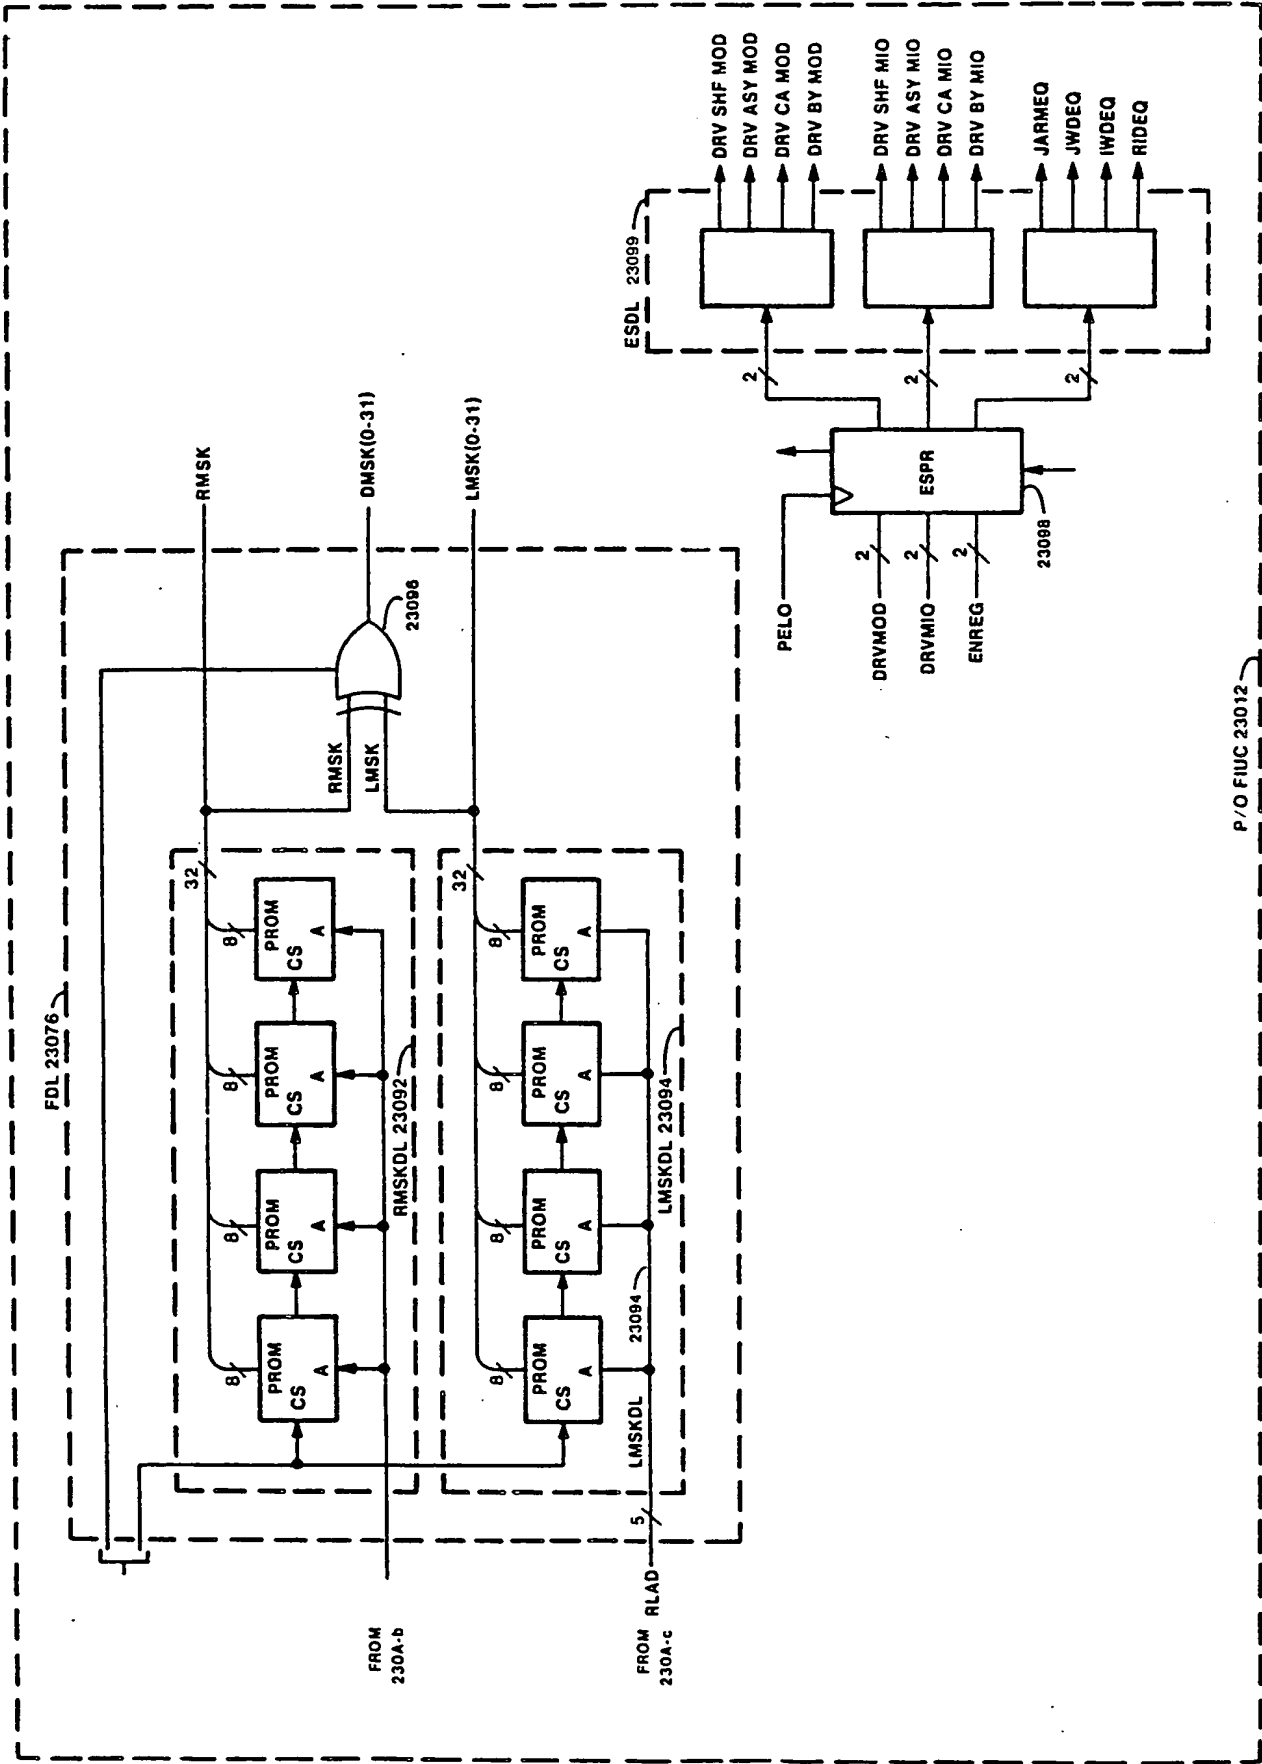 FDL 23076
RMSK
32
8
8
8
8
PROM
CS
A
PROM
CS
A
PROM
CS
A
PROM
CS
A
RMSKDL 23092
RMSK
LMSK
23096
DMSK(0-31)
FROM
230A-b
LMSK(0-31)
32
8
8
8
8
PROM
CS
A
PROM
CS
A
PROM
CS
A
PROM
CS
A
LMSKDL
23094
LMSKDL 23094
5
RLAD
FROM
230A-c
PELO
DRVMOD
DRVMIO
ENREG
2
2
2
ESPR
23098
2
2
2
ESDL 23099
DRV SHF MOD
DRV ASY MOD
DRV CA MOD
DRV BY MOD
DRV SHF MIO
DRV ASY MIO
DRV CA MIO
DRV BY MIO
JARMEQ
JWDEQ
IWDEQ
RIDEQ
P/O FIUC 23012